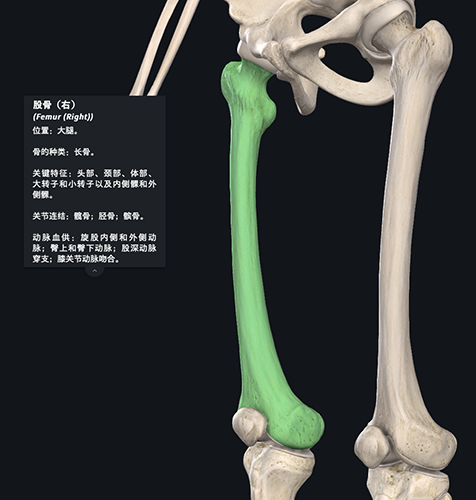 股骨（右）
(Femur (Right))
位置：大腿。
骨的种类：长骨。
关键特征：头部、颈部、体部、
大转子和小转子以及内侧髁和外
侧髁。
关节连结：髋骨；胫骨；髌骨。
动脉血供：旋股内侧和外侧动
脉；臀上和臀下动脉；股深动脉
穿支；膝关节动脉吻合。